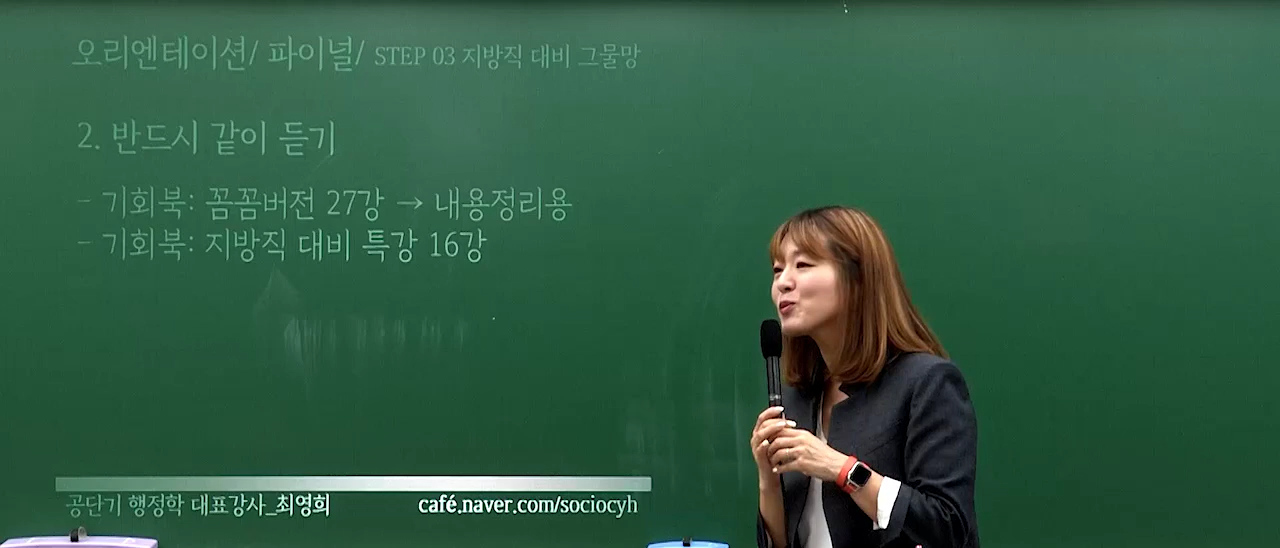 오리엔테이션/ 파이널/ STEP 03 지방직 대비 그물망
2. 반드시 같이 듣기
- 기회북: 꼼꼼버전 27강 → 내용정리용
- 기회북: 지방직 대비 특강 16강
공단기 행정학 대표강사_최영희 café.naver.com/sociocyh